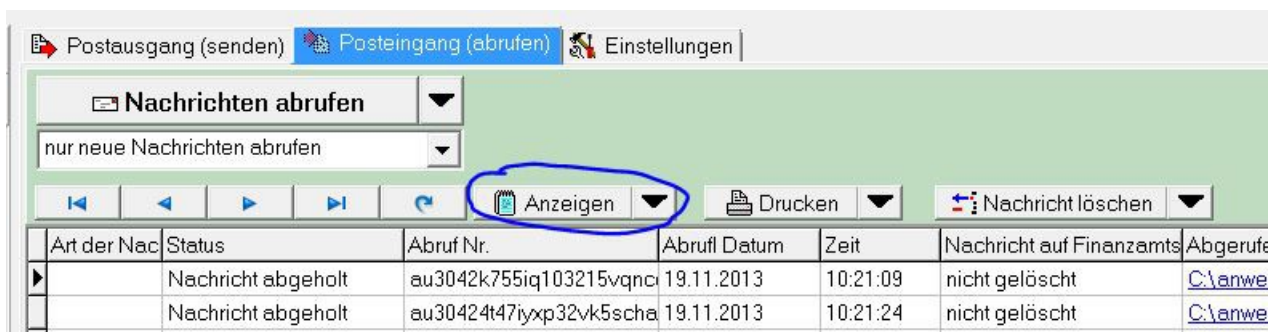 Postausgang (senden) Posteingang (abrufen) Einstellungen
Nachrichten abrufen
nur neue Nachrichten abrufen
Anzeigen Drucken Nachricht löschen
Art der Nac Status Abruf Nr. Abrufl Datum Zeit Nachricht auf Finanzamts Abgerufe
Nachricht abgeholt au3042k755iq103215vqnc 19.11.2013 10:21:09 nicht gelöscht C:\anwe
Nachricht abgeholt au30424t47iyxp32vk5scha 19.11.2013 10:21:24 nicht gelöscht C:\anwe